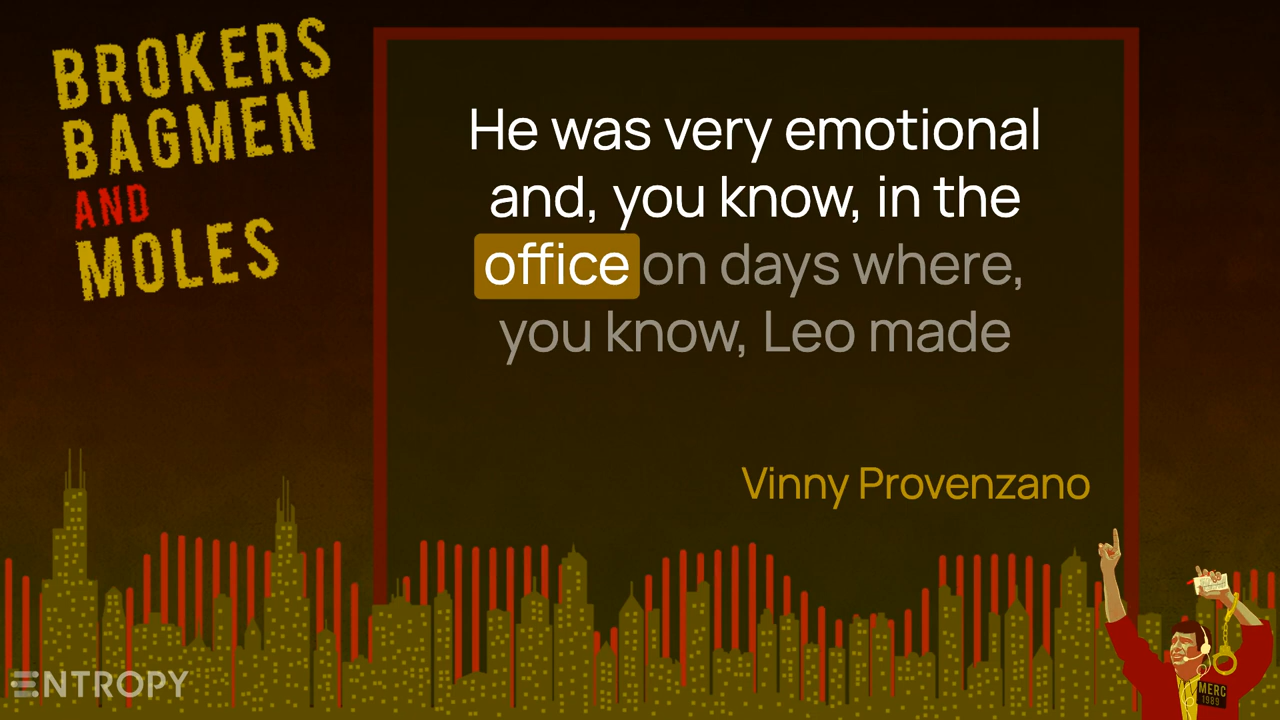 BROKERS
BAGMEN
AND
MOLES
He was very emotional
and, you know, in the
office on days where,
you know, Leo made
Vinny Provenzano
ENTROPY
MERC
1989